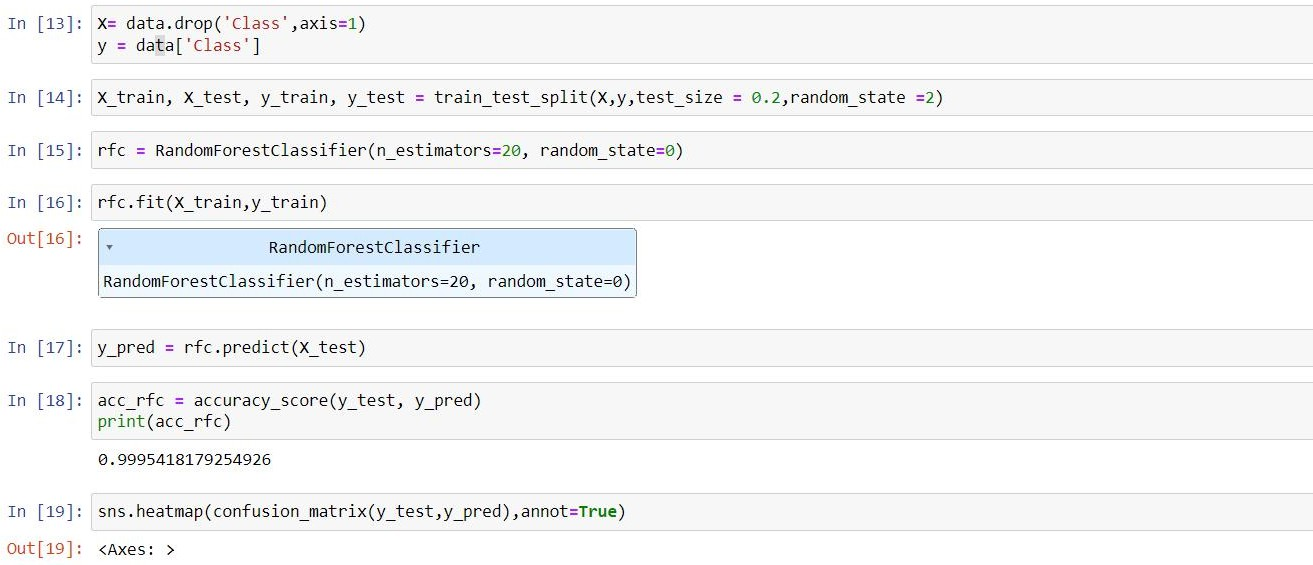 In [13]: X= data.drop('Class',axis=1)
y = data['Class']
In [14]: X_train, X_test, y_train, y_test = train_test_split(X,y,test_size = 0.2,random_state =2)
In [15]: rfc = RandomForestClassifier(n_estimators=20, random_state=0)
In [16]: rfc.fit(X_train,y_train)
Out[16]: ▾ RandomForestClassifier
RandomForestClassifier(n_estimators=20, random_state=0)
In [17]: y_pred = rfc.predict(X_test)
In [18]: acc_rfc = accuracy_score(y_test, y_pred)
print(acc_rfc)
0.9995418179254926
In [19]: sns.heatmap(confusion_matrix(y_test,y_pred),annot=True)
Out[19]: <Axes: >